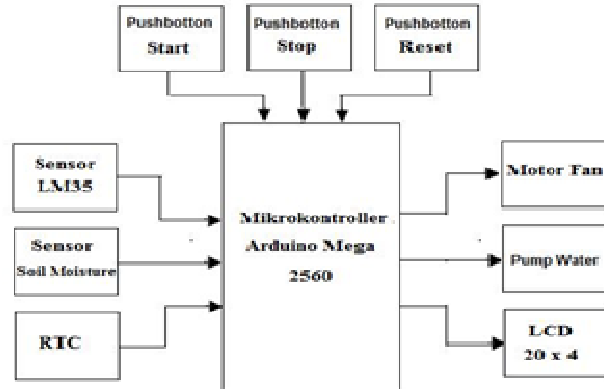 Pushbotton
Start
Pushbotton
Stop
Pushbotton
Reset
Sensor
LM35
Sensor
Soil Moisture
RTC
Mikrokontroller
Arduino Mega
2560
Motor Fan
Pump Water
LCD
20 x 4